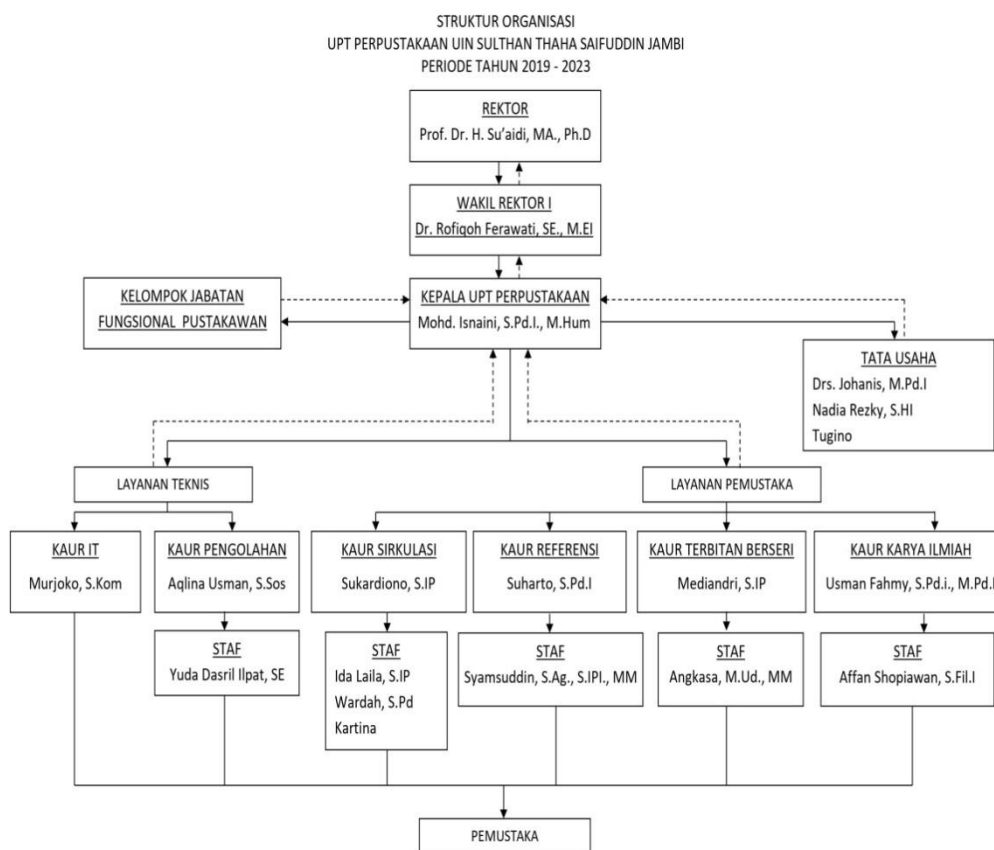 STRUKTUR ORGANISASI
UPT PERPUSTAKAAN UIN SULTHAN THAHA SAIFUDDIN JAMBI
PERIODE TAHUN 2019 - 2023
REKTOR
Prof. Dr. H. Su'aidi, MA., Ph.D
WAKIL REKTOR I
Dr. Rofiqoh Ferawati, SE., M.EI
KELOMPOK JABATAN
FUNGSIONAL PUSTAKAWAN
KEPALA UPT PERPUSTAKAAN
Mohd. Isnaini, S.Pd.I., M.Hum
TATA USAHA
Drs. Johanis, M.Pd.I
Nadia Rezky, S.HI
Tugino
LAYANAN TEKNIS
LAYANAN PEMUSTAKA
KAUR IT
Murjoko, S.Kom
KAUR PENGOLAHAN
Aqlina Usman, S.Sos
KAUR SIRKULASI
Sukardiono, S.IP
KAUR REFERENSI
Suharto, S.Pd.I
KAUR TERBITAN BERSERI
Mediandri, S.IP
KAUR KARYA ILMIAH
Usman Fahmy, S.Pd.i., M.Pd.I
STAF
Yuda Dasril Ilpat, SE
STAF
Ida Laila, S.IP
Wardah, S.Pd
Kartina
STAF
Syamsuddin, S.Ag., S.IPI., MM
STAF
Angkasa, M.Ud., MM
STAF
Affan Shopiawan, S.Fil.I
PEMUSTAKA